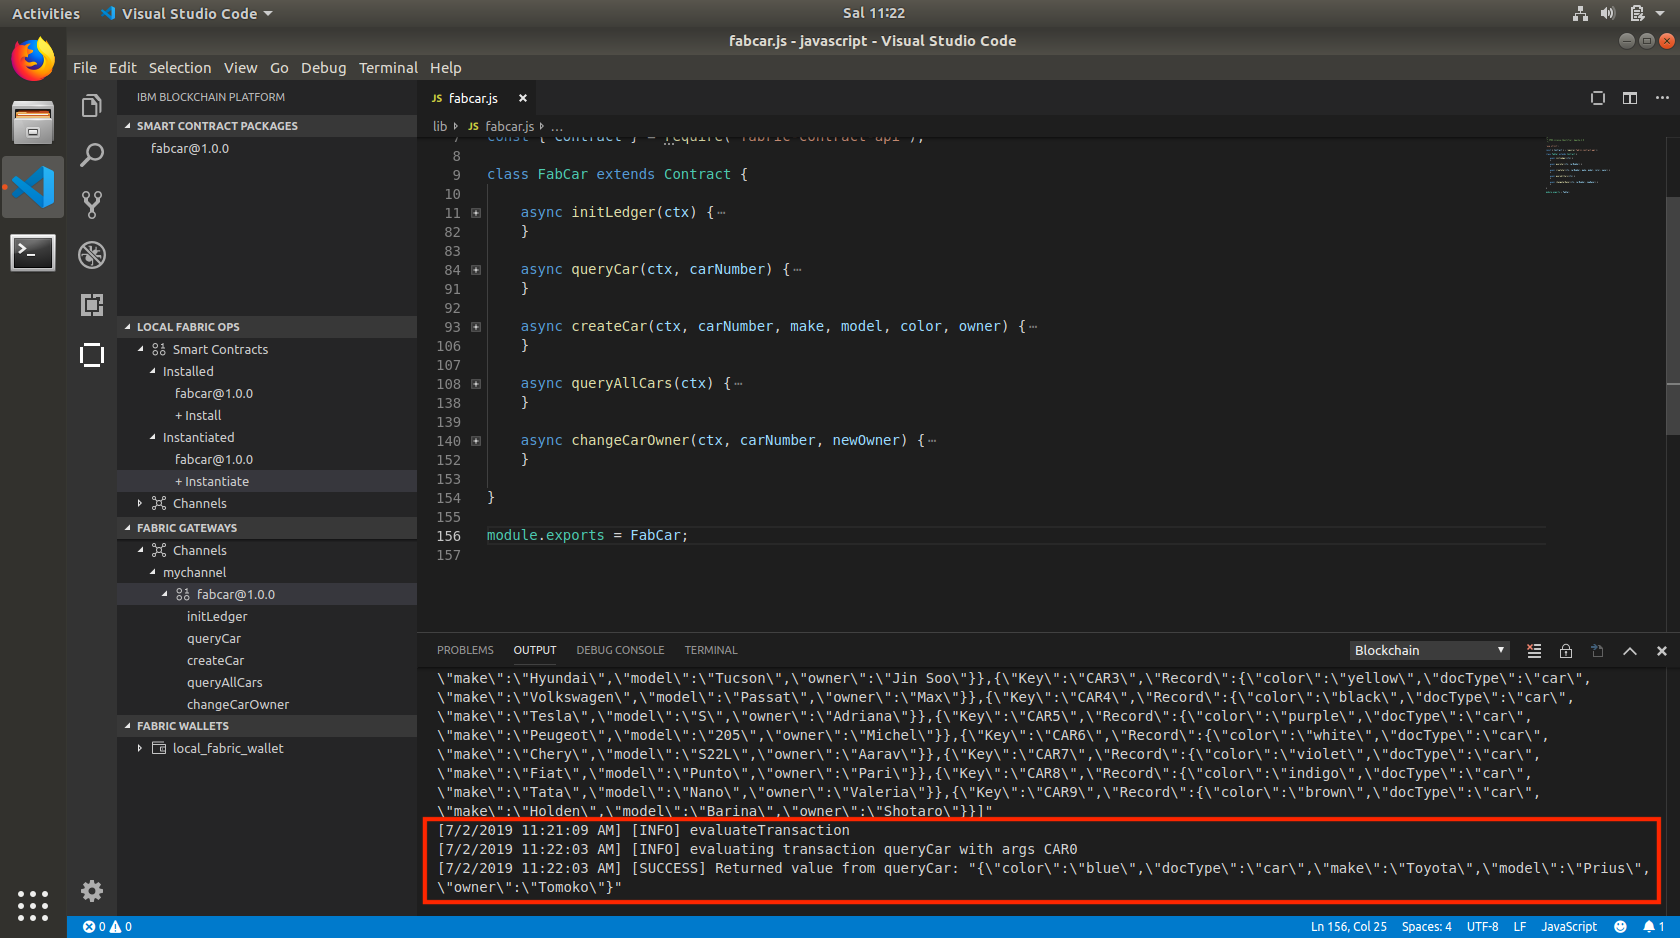 Activities
Visual Studio Code
Sal 11:22
fabcar.js - javascript - Visual Studio Code
File Edit Selection View Go Debug Terminal Help
IBM BLOCKCHAIN PLATFORM
SMART CONTRACT PACKAGES
fabcar@1.0.0
LOCAL FABRIC OPS
Smart Contracts
Installed
fabcar@1.0.0
+ Install
Instantiated
fabcar@1.0.0
+ Instantiate
Channels
FABRIC GATEWAYS
Channels
mychannel
fabcar@1.0.0
initLedger
queryCar
createCar
queryAllCars
changeCarOwner
FABRIC WALLETS
local_fabric_wallet
JS fabcar.js
lib JS fabcar.js ...
7 const { Contract } = require('fabric-contract-api');
8
9 class FabCar extends Contract {
10
11 async initLedger(ctx) {…
82 }
83
84 async queryCar(ctx, carNumber) {…
91 }
92
93 async createCar(ctx, carNumber, make, model, color, owner) {…
106 }
107
108 async queryAllCars(ctx) {…
138 }
139
140 async changeCarOwner(ctx, carNumber, newOwner) {…
152 }
153
154 }
155
156 module.exports = FabCar;
157
PROBLEMS OUTPUT DEBUG CONSOLE TERMINAL
Blockchain
\"make\":\"Hyundai\",\"model\":\"Tucson\",\"owner\":\"Jin Soo\"}},{\"Key\":\"CAR3\",\"Record\":{\"color\":\"yellow\",\"docType\":\"car\",
\"make\":\"Volkswagen\",\"model\":\"Passat\",\"owner\":\"Max\"}},{\"Key\":\"CAR4\",\"Record\":{\"color\":\"black\",\"docType\":\"car\",
\"make\":\"Tesla\",\"model\":\"S\",\"owner\":\"Adriana\"}},{\"Key\":\"CAR5\",\"Record\":{\"color\":\"purple\",\"docType\":\"car\",
\"make\":\"Peugeot\",\"model\":\"205\",\"owner\":\"Michel\"}},{\"Key\":\"CAR6\",\"Record\":{\"color\":\"white\",\"docType\":\"car\",
\"make\":\"Chery\",\"model\":\"S22L\",\"owner\":\"Aarav\"}},{\"Key\":\"CAR7\",\"Record\":{\"color\":\"violet\",\"docType\":\"car\",
\"make\":\"Fiat\",\"model\":\"Punto\",\"owner\":\"Pari\"}},{\"Key\":\"CAR8\",\"Record\":{\"color\":\"indigo\",\"docType\":\"car\",
\"make\":\"Tata\",\"model\":\"Nano\",\"owner\":\"Valeria\"}},{\"Key\":\"CAR9\",\"Record\":{\"color\":\"brown\",\"docType\":\"car\",
\"make\":\"Holden\",\"model\":\"Barina\",\"owner\":\"Shotaro\"}}]"
[7/2/2019 11:21:09 AM] [INFO] evaluateTransaction
[7/2/2019 11:22:03 AM] [INFO] evaluating transaction queryCar with args CAR0
[7/2/2019 11:22:03 AM] [SUCCESS] Returned value from queryCar: "{\"color\":\"blue\",\"docType\":\"car\",\"make\":\"Toyota\",\"model\":\"Prius\",
\"owner\":\"Tomoko\"}"
0 0
Ln 156, Col 25 Spaces: 4 UTF-8 LF JavaScript 1